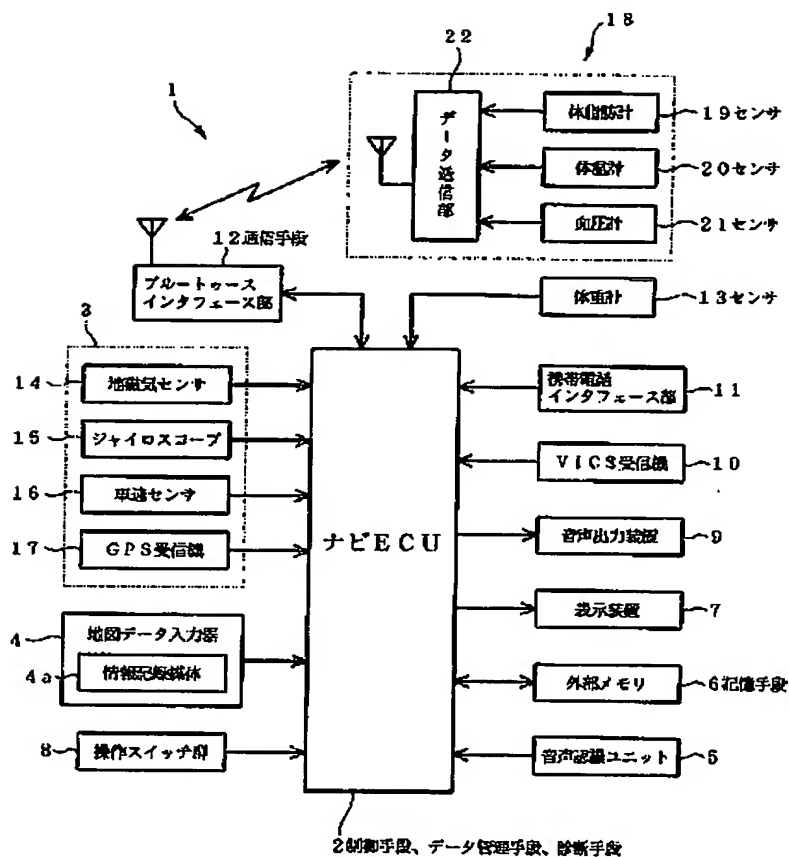 18
22
1
データ送信部
体脂肪計
19センサ
体温計
20センサ
血圧計
21センサ
12通信手段
ブルートゥース
インタフェース部
体重計
13センサ
3
14
地磁気センサ
15
ジャイロスコープ
16
車速センサ
17
GPS受信機
ナビECU
携帯電話
インタフェース部
11
VICS受信機
10
音声出力装置
9
表示装置
7
外部メモリ
6記憶手段
音声認識ユニット
5
4
地図データ入力器
4a
情報記録媒体
8
操作スイッチ群
2制御手段、データ管理手段、診断手段